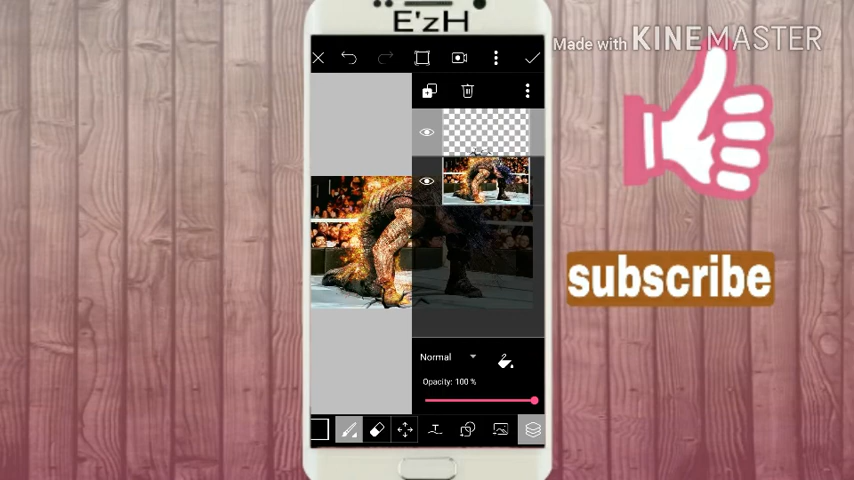 E'zH
Made with KINEMASTER
subscribe
Normal
Opacity: 100 %